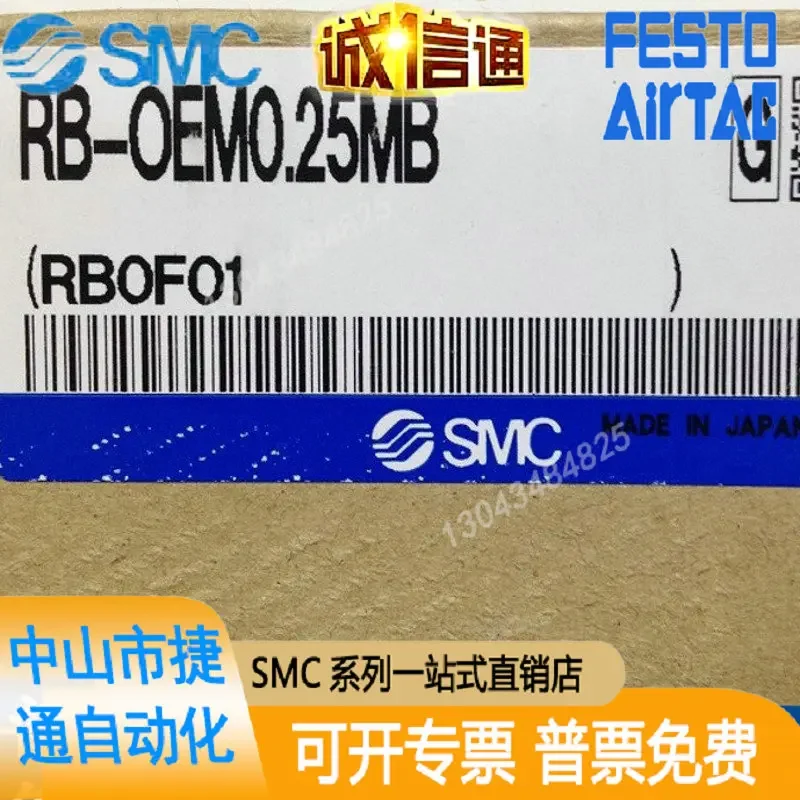 SMC
诚信通
FESTO
AirTAC
RB-OEM0.25MB
G
(RB0F01 )
SMC
MADE IN JAPAN
13043484825
13043484825
中山市捷
通自动化
SMC 系列一站式直销店
可开专票 普票免费